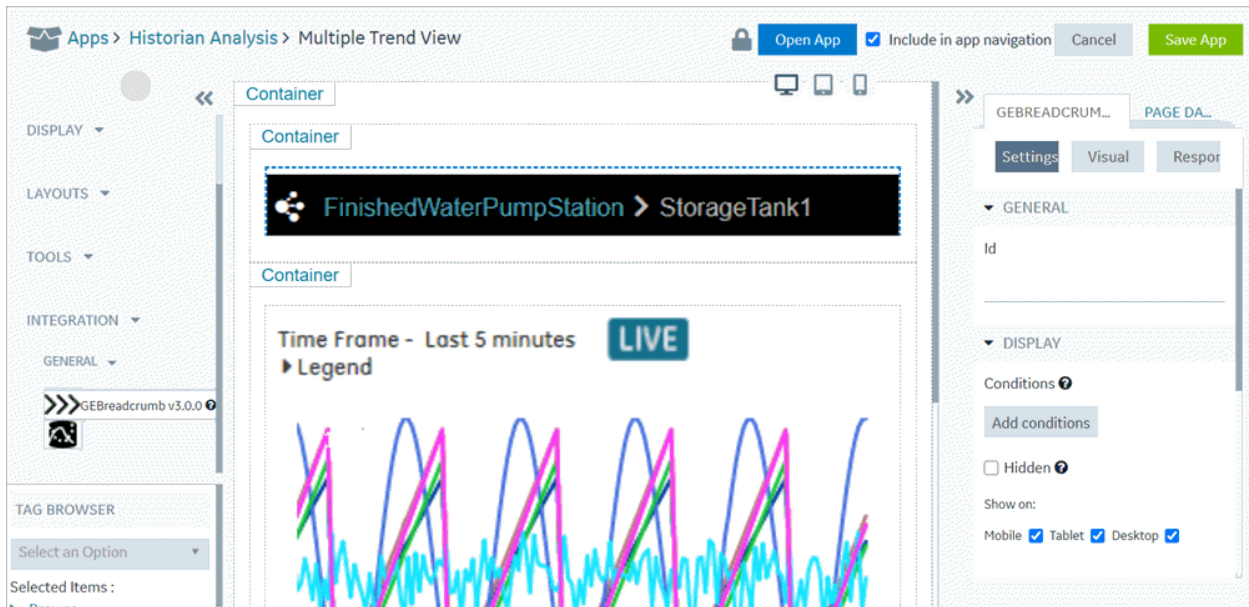 Apps > Historian Analysis > Multiple Trend View
Open App
Include in app navigation
Cancel
Save App
DISPLAY
LAYOUTS
TOOLS
INTEGRATION
GENERAL
GEBreadcrumb v3.0.0
TAG BROWSER
Select an Option
Selected Items :
Container
Container
FinishedWaterPumpStation > StorageTank1
Container
Time Frame - Last 5 minutes LIVE
Legend
GEBREADCRUM... PAGE DA...
Settings Visual Respor
GENERAL
Id
DISPLAY
Conditions
Add conditions
Hidden
Show on:
Mobile Tablet Desktop